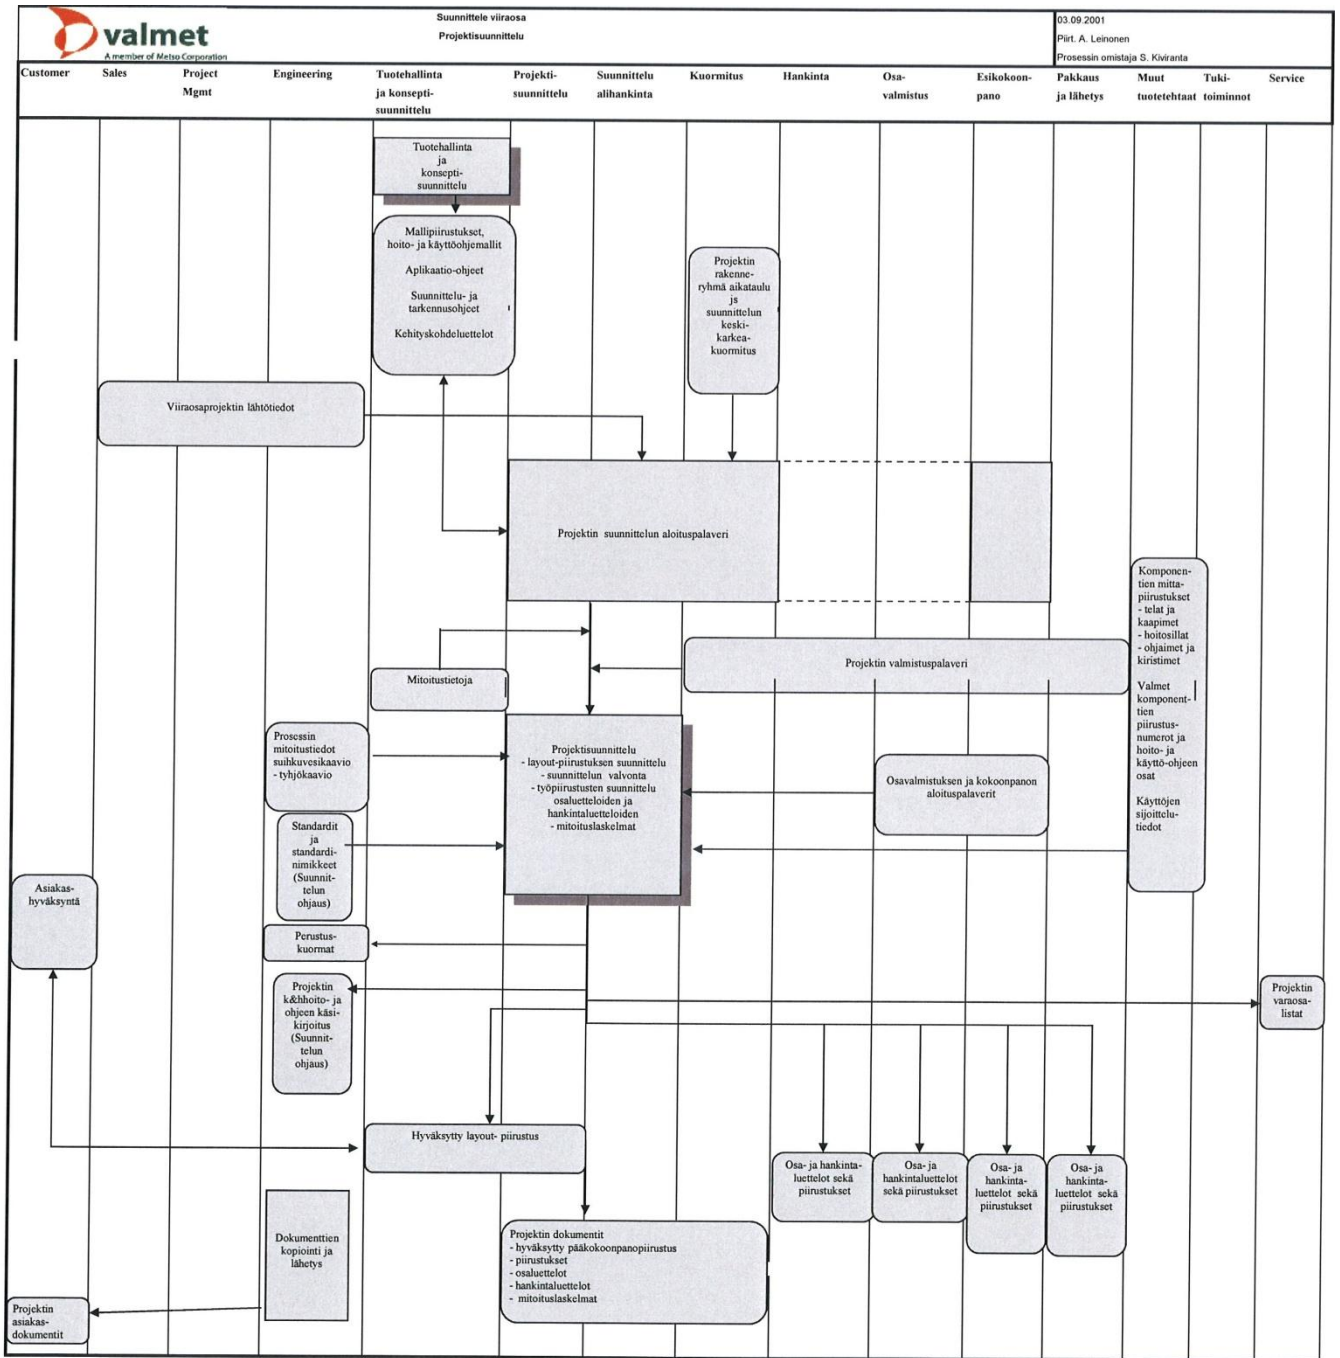 valmet
A member of Metso Corporation
Suunnittele viiraosa
Projektisuunnittelu
03.09.2001
Piirt. A. Leinonen
Prosessin omistaja S. Kiviranta
Customer
Sales
Project
Mgmt
Engineering
Tuotehallinta
ja konsepti-
suunnittelu
Projekti-
suunnittelu
Suunnittelu
alihankinta
Kuormitus
Hankinta
Osa-
valmistus
Esikokoon-
pano
Pakkaus
ja lähetys
Muut
tuotetehtaat
Tuki-
toiminnot
Service
Tuotehallinta
ja
konsepti-
suunnittelu
Mallipiirustukset,
hoito- ja käyttöohjemallit
Aplikaatio-ohjeet
Suunnittelu- ja
tarkennusohjeet
Kehityskohdeluettelot
Projektin
rakenne-
ryhmä aikataulu
js
suunnittelun
keski-
karkea-
kuormitus
Viiraosaprojektin lähtötiedot
Projektin suunnittelun aloituspalaveri
Komponen-
tien mitta-
piirustukset
- telat ja
kaapimet
- hoitosillat
- ohjaimet ja
kiristimet
Valmet
komponent-
tien
piirustus-
numerot ja
hoito- ja
käyttö-ohjeen
osat
Käyttöjen
sijoittelu-
tiedot
Projektin valmistuspalaveri
Mitoitustietoja
Prosessin
mitoitustiedot
suihkuvesikaavio
- tyhjökaavio
Projektisuunnittelu
- layout-piirustuksen suunnittelu
- suunnittelun valvonta
- työpiirustusten suunnittelu
osaluetteloiden ja
hankintaluetteloiden
- mitoituslaskelmat
Osavalmistuksen ja kokoonpanon
aloituspalaverit
Standardit
ja
standardi-
nimikkeet
(Suunnit-
telun
ohjaus)
Asiakas-
hyväksyntä
Perustus-
kuormat
Projektin
k&hhoito- ja
ohjeen käsi-
kirjoitus
(Suunnit-
telun
ohjaus)
Projektin
varaosa-
listat
Hyväksytty layout- piirustus
Osa- ja hankinta-
luettelot sekä
piirustukset
Osa- ja
hankintaluettelot
sekä piirustukset
Osa- ja
hankinta-
luettelot sekä
piirustukset
Osa- ja
hankinta-
luettelot sekä
piirustukset
Dokumenttien
kopiointi ja
lähetys
Projektin dokumentit
- hyväksytty pääkokoonpanopiirustus
- piirustukset
- osaluettelot
- hankintaluettelot
- mitoituslaskelmat
Projektin
asiakas-
dokumentit